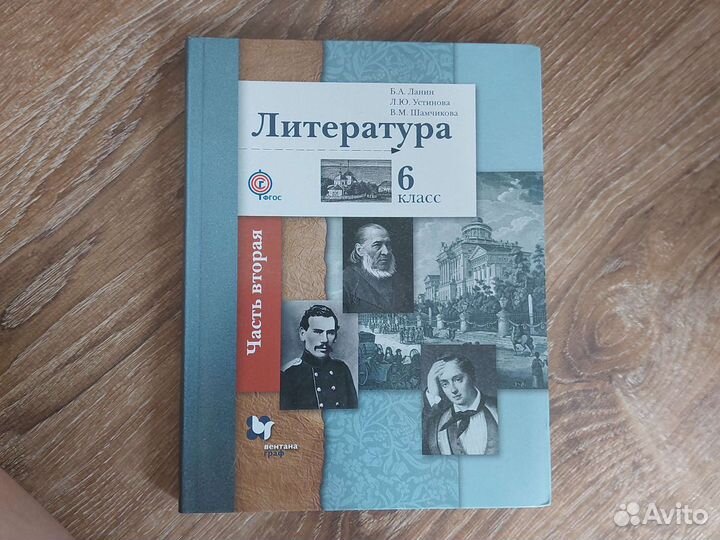 Б.А. Ланин
Л.Ю. Устинова
В.М. Шамчикова
Литература
6
класс
ФГОС
Часть вторая
вентана
граф
Avito